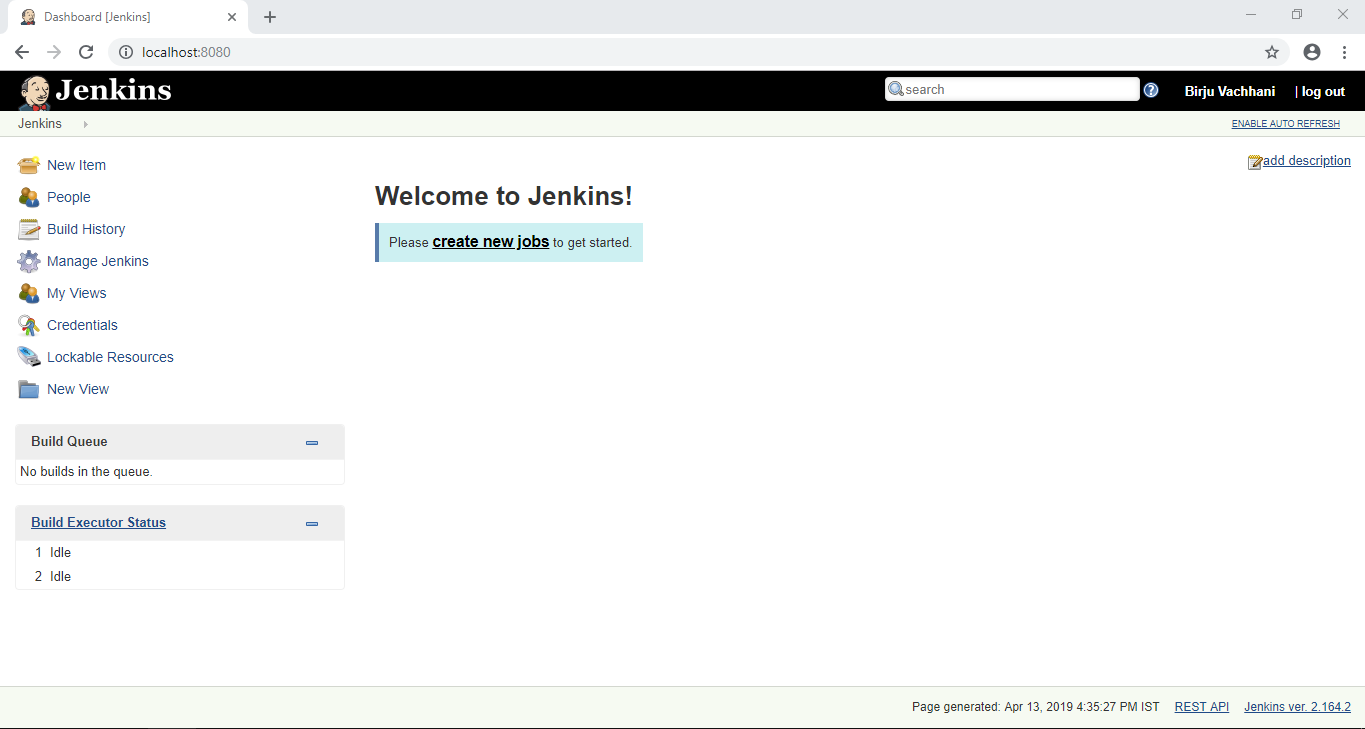 Dashboard [Jenkins]
localhost:8080
Jenkins
search
Birju Vachhani
| log out
Jenkins
ENABLE AUTO REFRESH
New Item
People
Build History
Manage Jenkins
My Views
Credentials
Lockable Resources
New View
add description
Welcome to Jenkins!
Please create new jobs to get started.
Build Queue
No builds in the queue.
Build Executor Status
1 Idle
2 Idle
Page generated: Apr 13, 2019 4:35:27 PM IST REST API Jenkins ver. 2.164.2